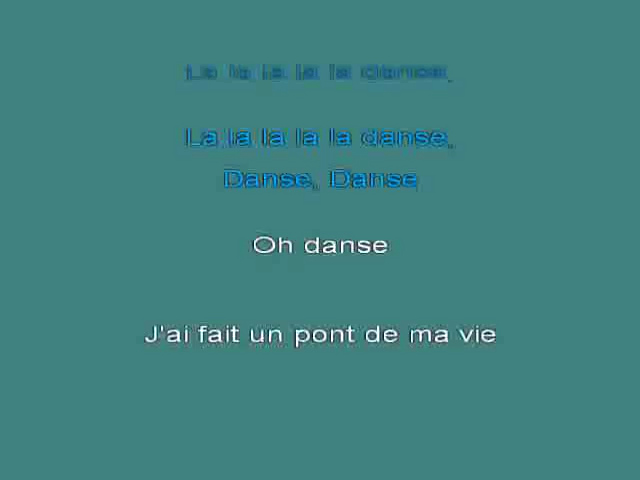 La la la la la danse,
La la la la la danse,
Danse, Danse
Oh danse
J'ai fait un pont de ma vie